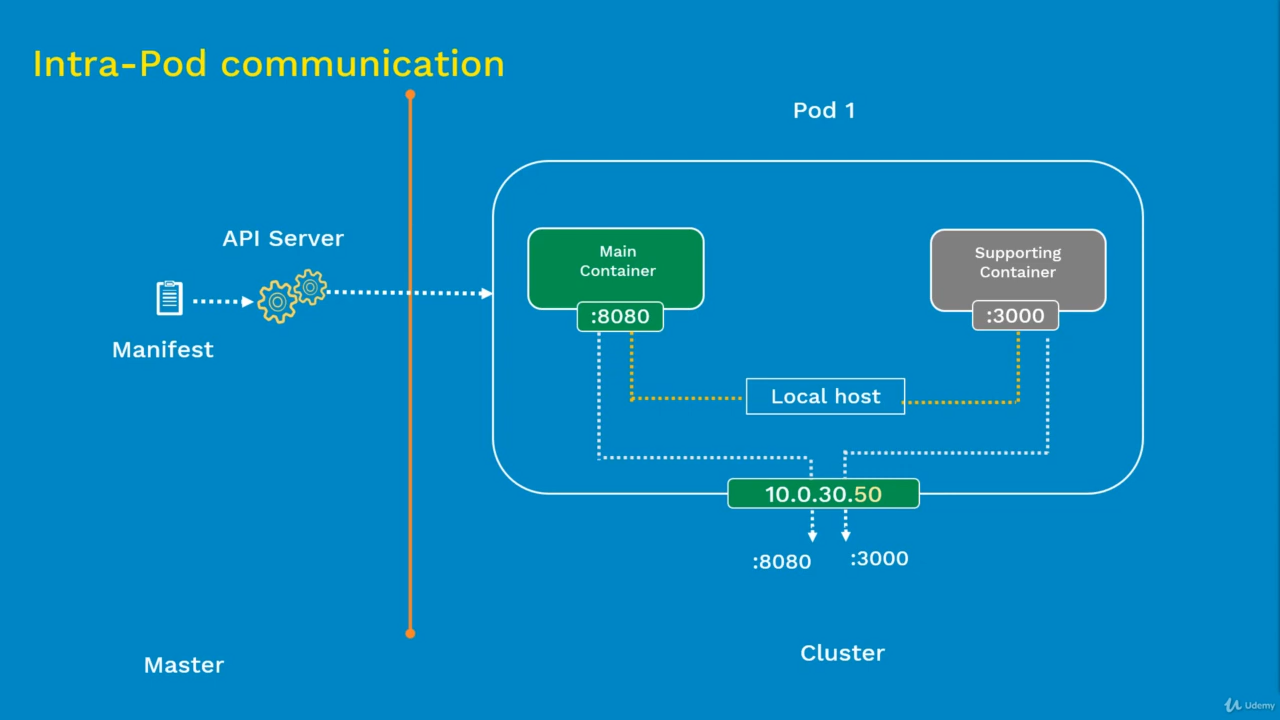 Intra-Pod communication
Pod 1
API Server
Manifest
Main
Container
:8080
Supporting
Container
:3000
Local host
10.0.30.50
:8080
:3000
Master
Cluster
Udemy